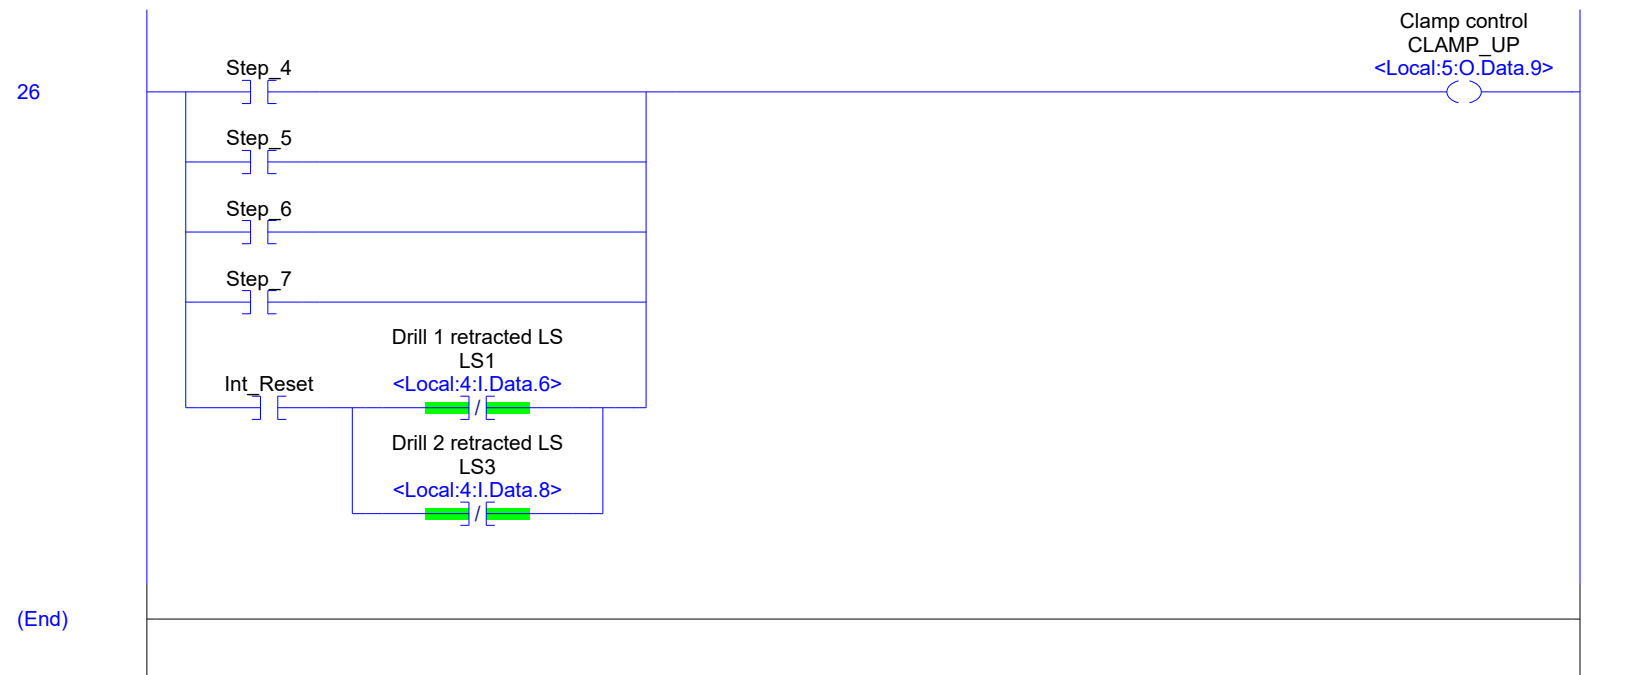 Clamp control
CLAMP_UP
<Local:5:O.Data.9>
26
Step_4
Step_5
Step_6
Step_7
Drill 1 retracted LS
LS1
<Local:4:I.Data.6>
Int_Reset
/
Drill 2 retracted LS
LS3
<Local:4:I.Data.8>
/
(End)